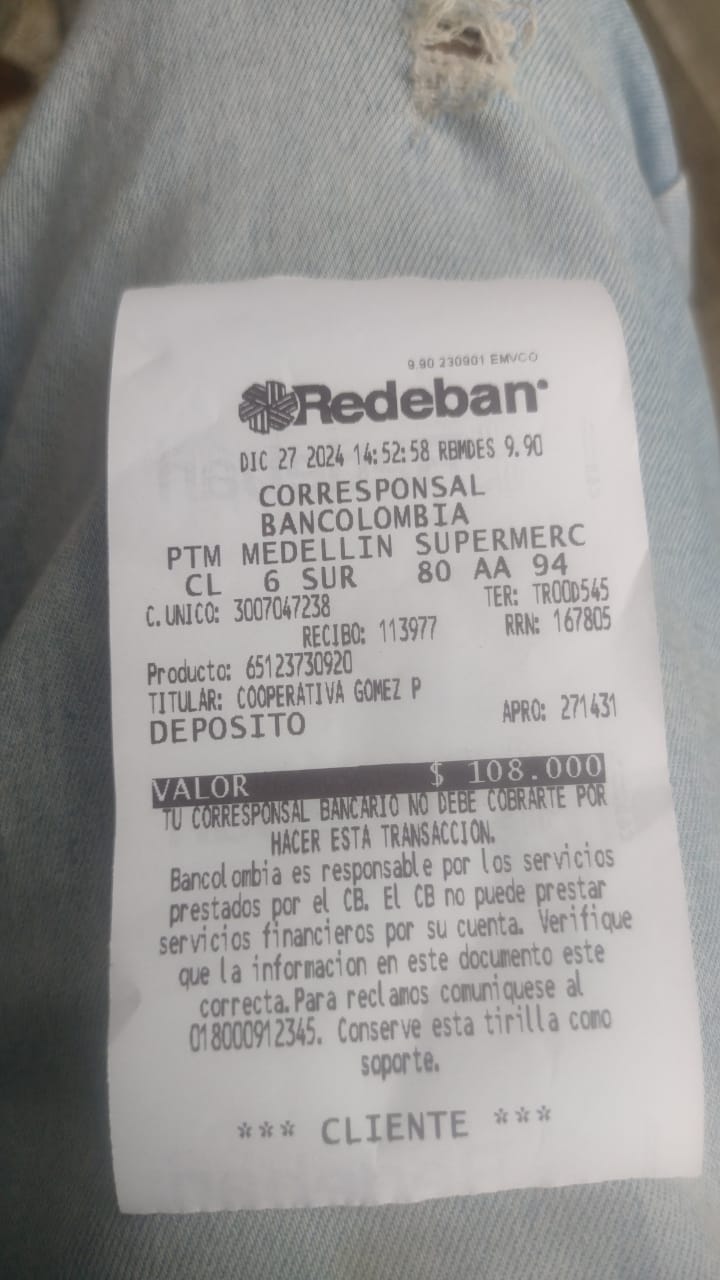 9.90 230901 EMVCO
Redeban
DIC 27 2024 14:52:58 RBMDES 9.90
CORRESPONSAL
BANCOLOMBIA
PTM MEDELLIN SUPERMERC
CL 6 SUR 80 AA 94
C. UNICO: 3007047238 TER: TROOD545
RECIBO: 113977 RRN: 167805
Producto: 65123730920
TITULAR: COOPERATIVA GOMEZ P
DEPOSITO APRO: 271431
VALOR $ 108.000
TU CORRESPONSAL BANCARIO NO DEBE COBRARTE POR
HACER ESTA TRANSACCION.
Bancolombia es responsable por los servicios
prestados por el CB. El CB no puede prestar
servicios financieros por su cuenta. Verifique
que la informacion en este documento este
correcta.Para reclamos comuniquese al
018000912345. Conserve esta tirilla como
soporte.
*** CLIENTE ***